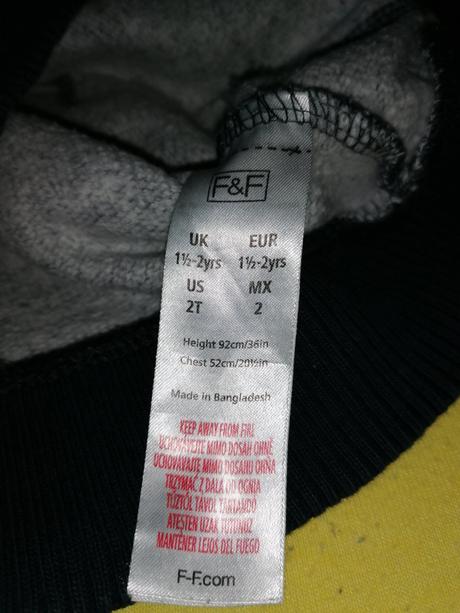 F&F
UK EUR
1½-2yrs 1½-2yrs
US MX
2T 2
Height 92cm/36in
Chest 52cm/20½in
Made in Bangladesh
KEEP AWAY FROM FIRE
UCHOVÁVEJTE MIMO DOSAH OHNĚ
UCHOVÁVAJTE MIMO DOSAHU OHŇA
TRZYMAĆ Z DALA OD OGNIA
TŰZTŐL TÁVOL TARTANDÓ
ATEŞTEN UZAK TUTUNUZ
MANTENER LEJOS DEL FUEGO
F-F.com